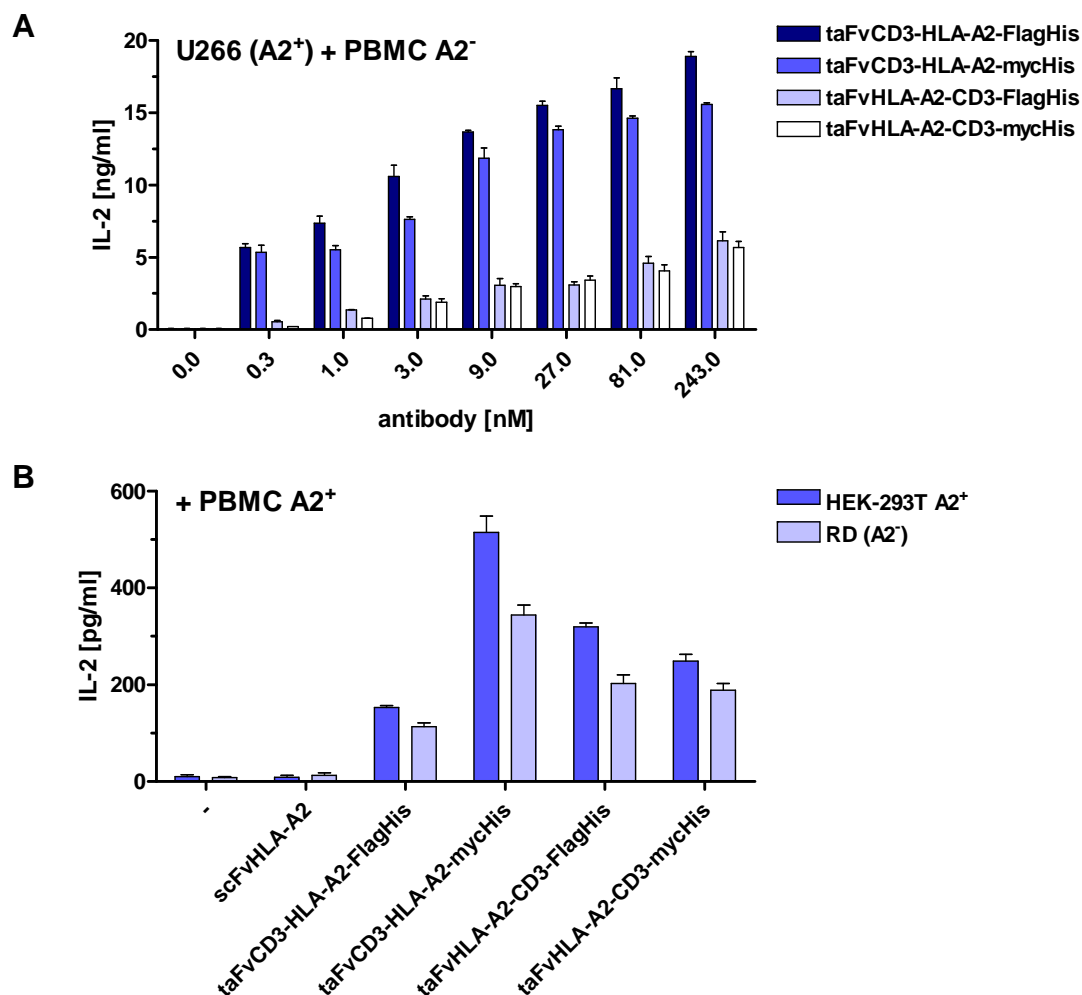 A
U266 (A2⁺) + PBMC A2⁻
taFvCD3-HLA-A2-FlagHis
taFvCD3-HLA-A2-mycHis
taFvHLA-A2-CD3-FlagHis
taFvHLA-A2-CD3-mycHis
IL-2 [ng/ml]
20
15
10
5
0
0.0 0.3 1.0 3.0 9.0 27.0 81.0 243.0
antibody [nM]
B
+ PBMC A2⁺
HEK-293T A2⁺
RD (A2⁻)
IL-2 [pg/ml]
600
400
200
0
-
scFvHLA-A2
taFvCD3-HLA-A2-FlagHis
taFvCD3-HLA-A2-mycHis
taFvHLA-A2-CD3-FlagHis
taFvHLA-A2-CD3-mycHis